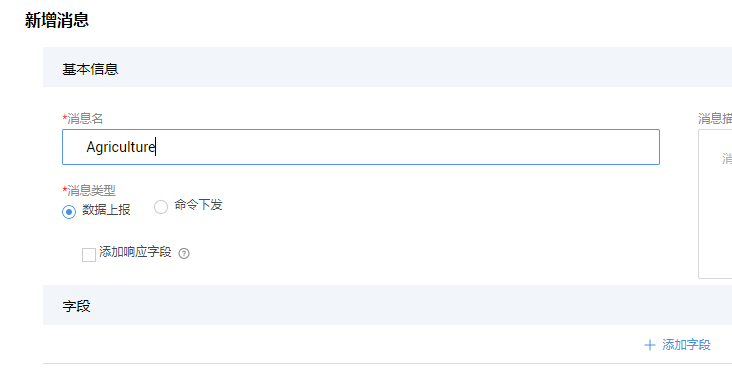 新增消息
基本信息
*消息名
消息描
Agriculture
消
*消息类型
数据上报
命令下发
添加响应字段
字段
添加字段